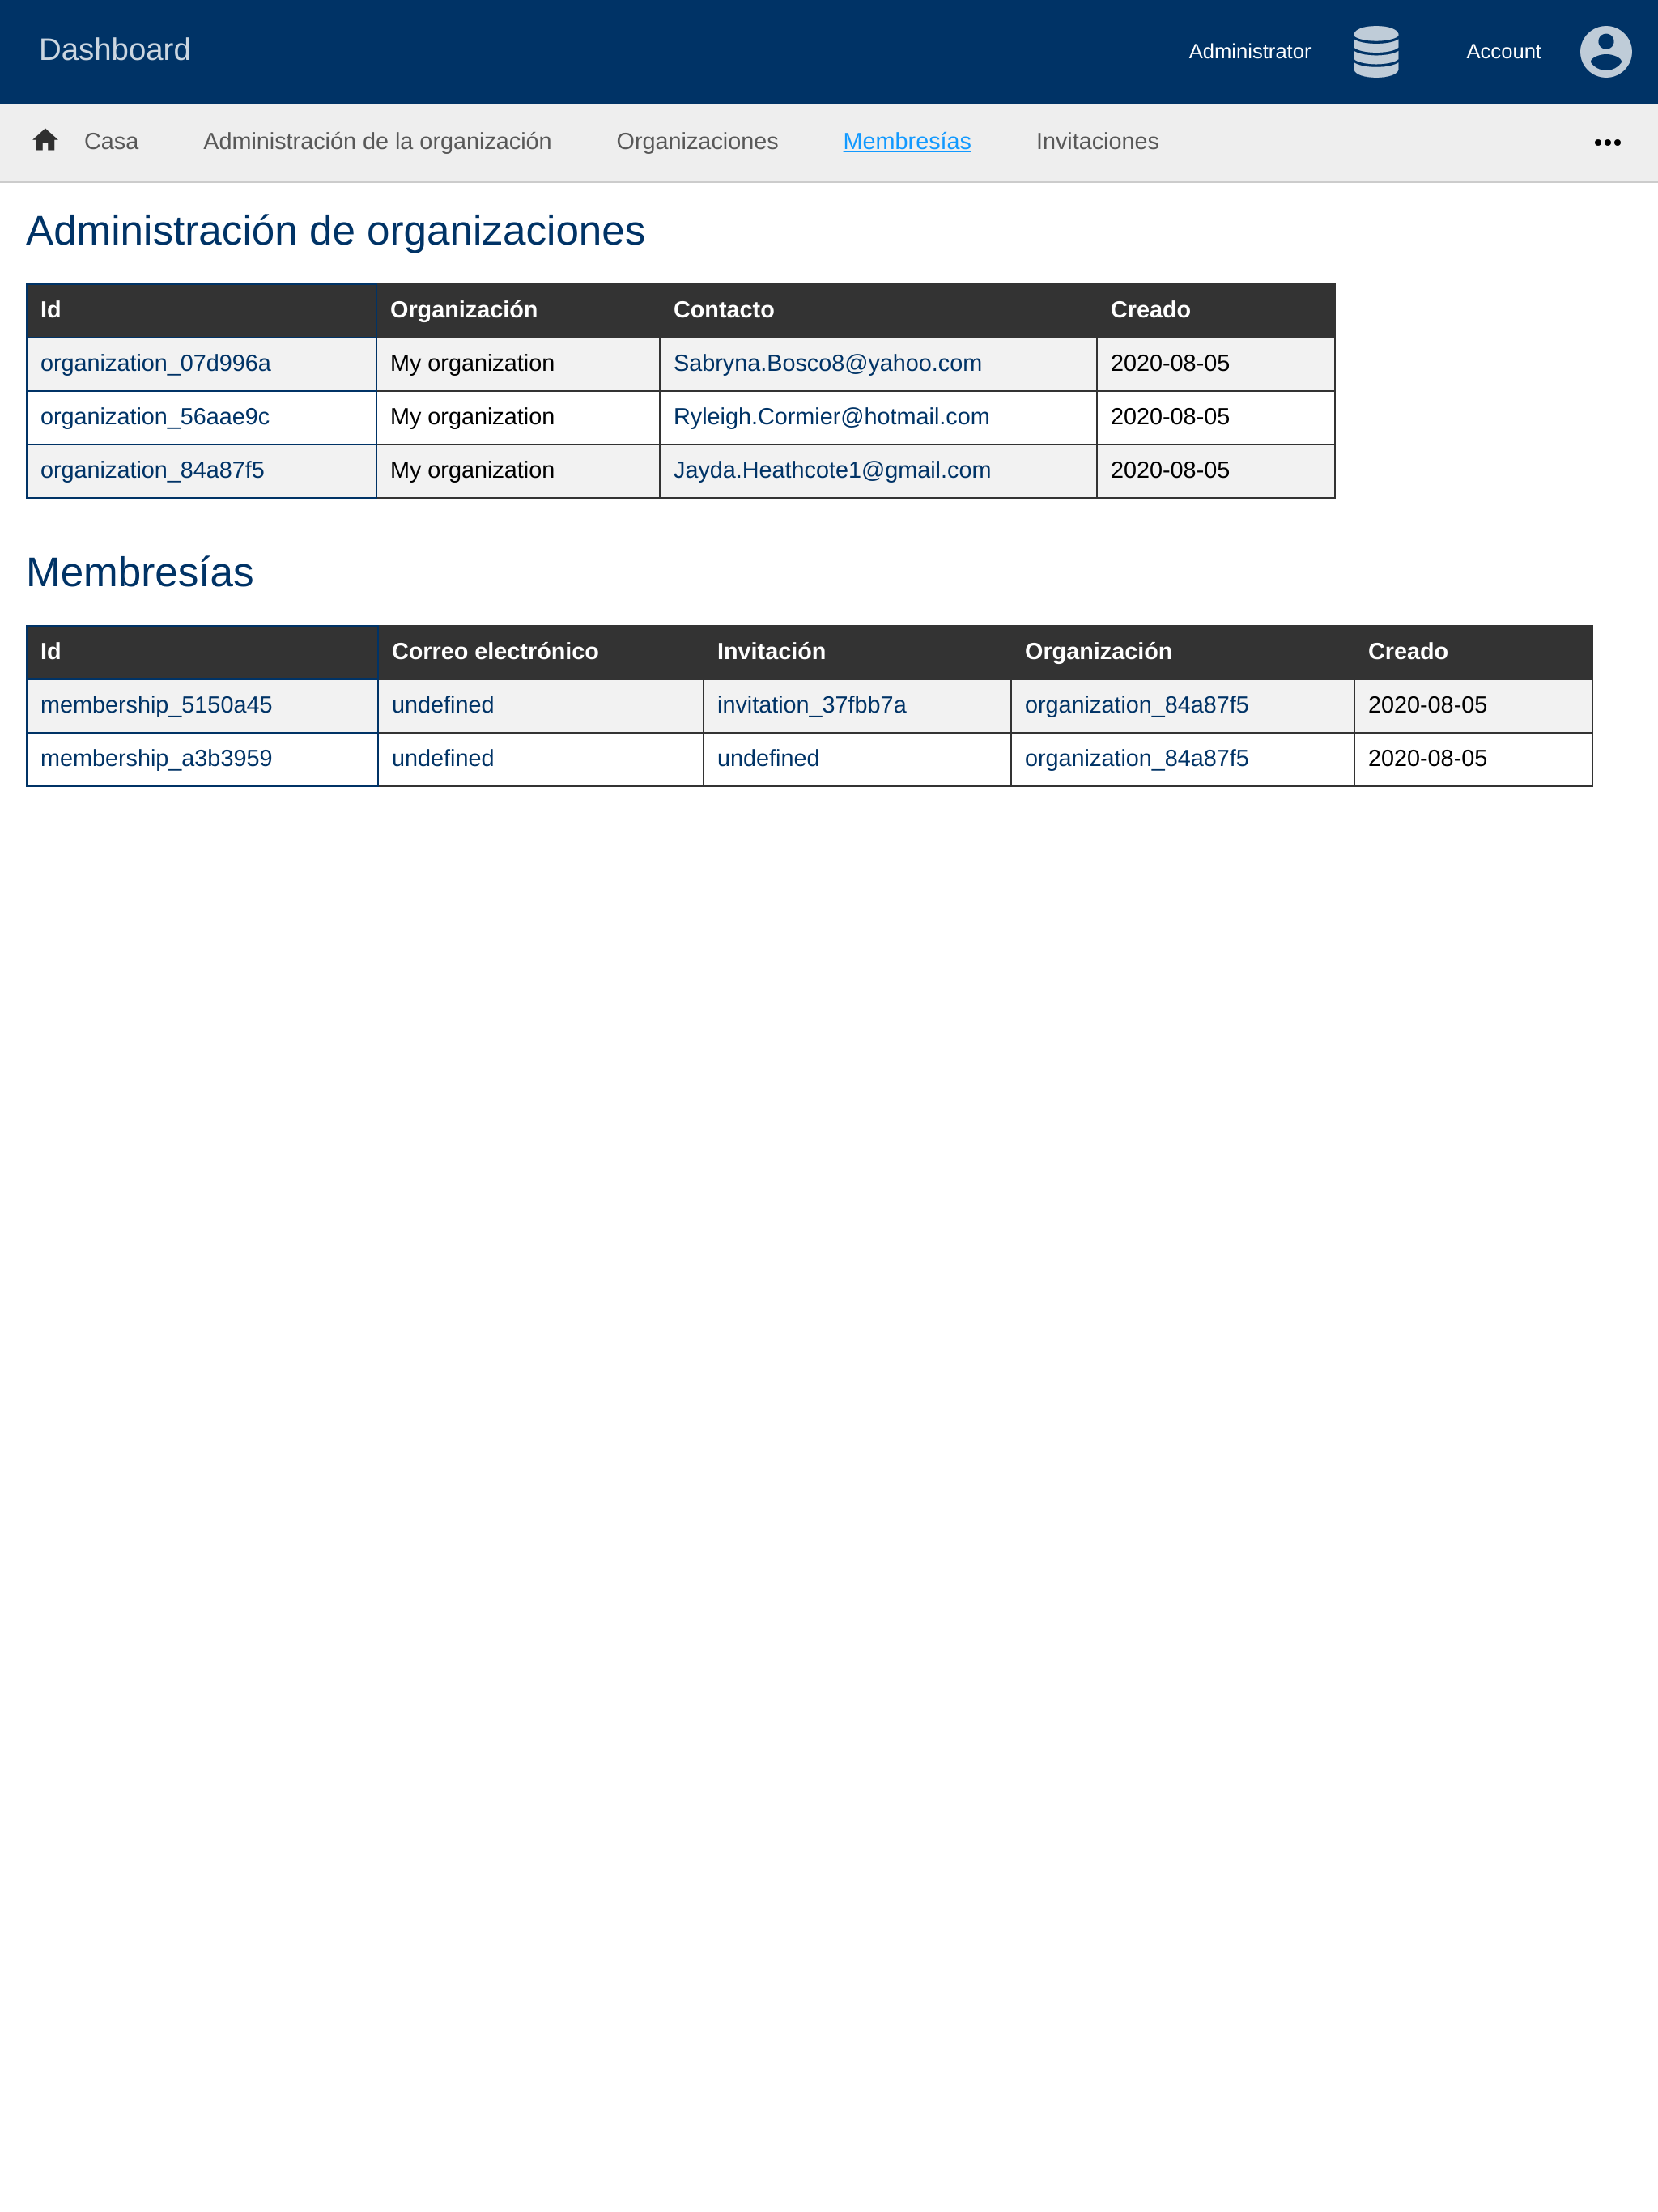 Dashboard Administrator Account
Casa Administración de la organización Organizaciones Membresías Invitaciones
Administración de organizaciones
Id Organización Contacto Creado
organization_07d996a My organization Sabryna.Bosco8@yahoo.com 2020-08-05
organization_56aae9c My organization Ryleigh.Cormier@hotmail.com 2020-08-05
organization_84a87f5 My organization Jayda.Heathcote1@gmail.com 2020-08-05
Membresías
Id Correo electrónico Invitación Organización Creado
membership_5150a45 undefined invitation_37fbb7a organization_84a87f5 2020-08-05
membership_a3b3959 undefined undefined organization_84a87f5 2020-08-05